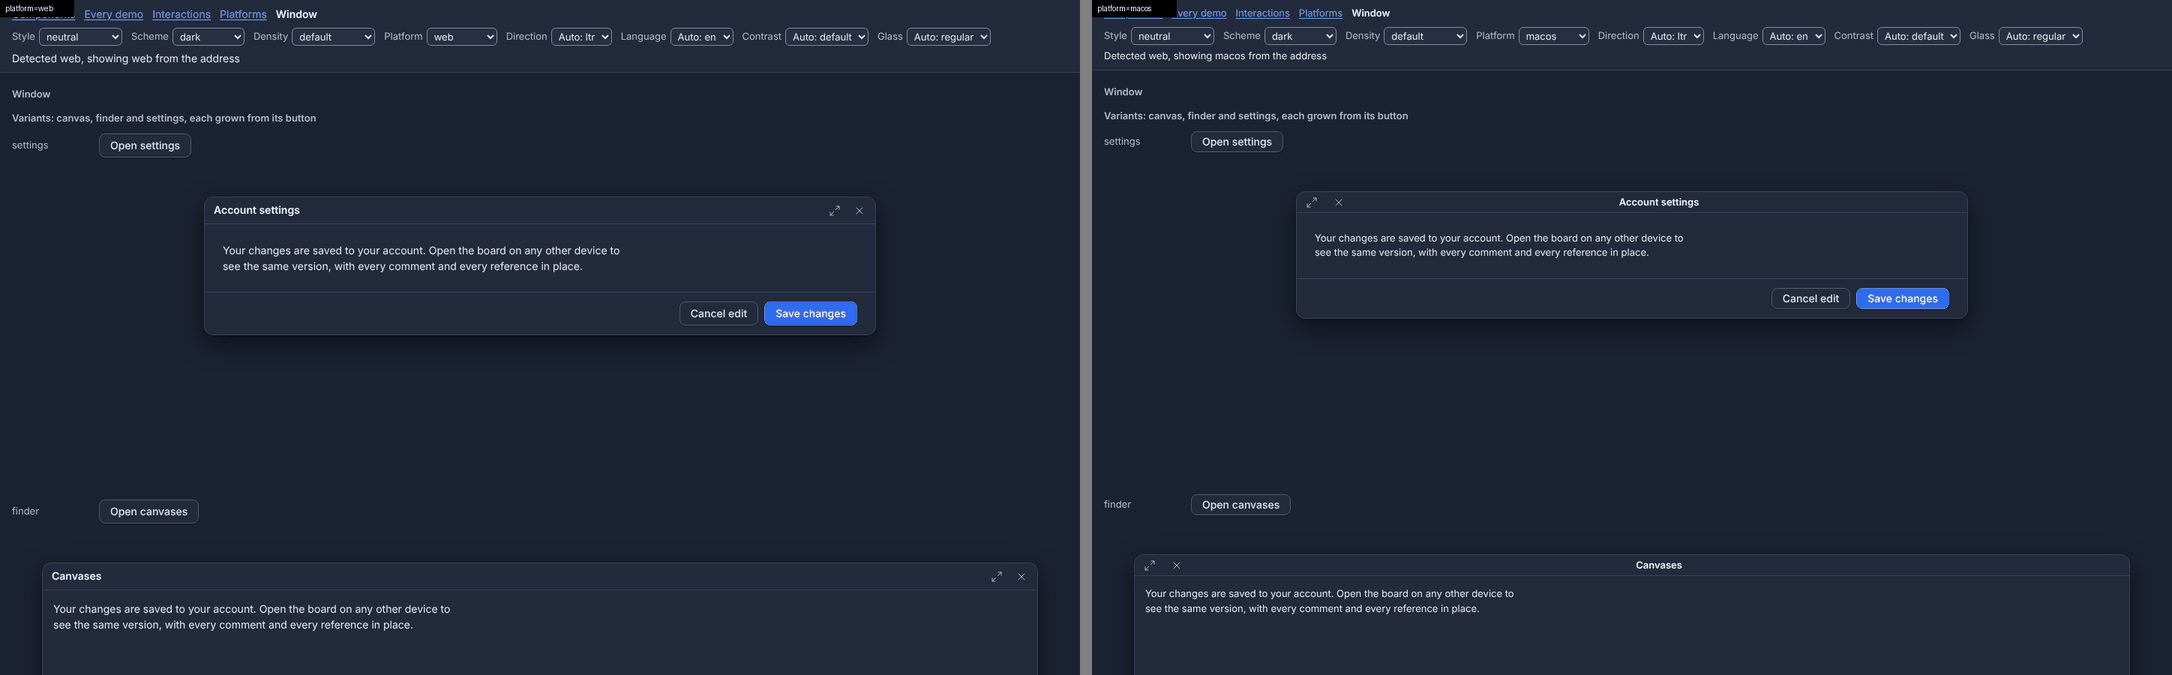 platform=web
Every demo Interactions Platforms Window
Style neutral Scheme dark Density default Platform web Direction Auto: ltr Language Auto: en Contrast Auto: default Glass Auto: regular
Detected web, showing web from the address
Window
Variants: canvas, finder and settings, each grown from its button
settings Open settings
Account settings
Your changes are saved to your account. Open the board on any other device to
see the same version, with every comment and every reference in place.
Cancel edit Save changes
finder Open canvases
Canvases
Your changes are saved to your account. Open the board on any other device to
see the same version, with every comment and every reference in place.
platform=macos
demo Interactions Platforms Window
Style neutral Scheme dark Density default Platform macos Direction Auto: ltr Language Auto: en Contrast Auto: default Glass Auto: regular
Detected web, showing macos from the address
Window
Variants: canvas, finder and settings, each grown from its button
settings Open settings
Account settings
Your changes are saved to your account. Open the board on any other device to
see the same version, with every comment and every reference in place.
Cancel edit Save changes
finder Open canvases
Canvases
Your changes are saved to your account. Open the board on any other device to
see the same version, with every comment and every reference in place.